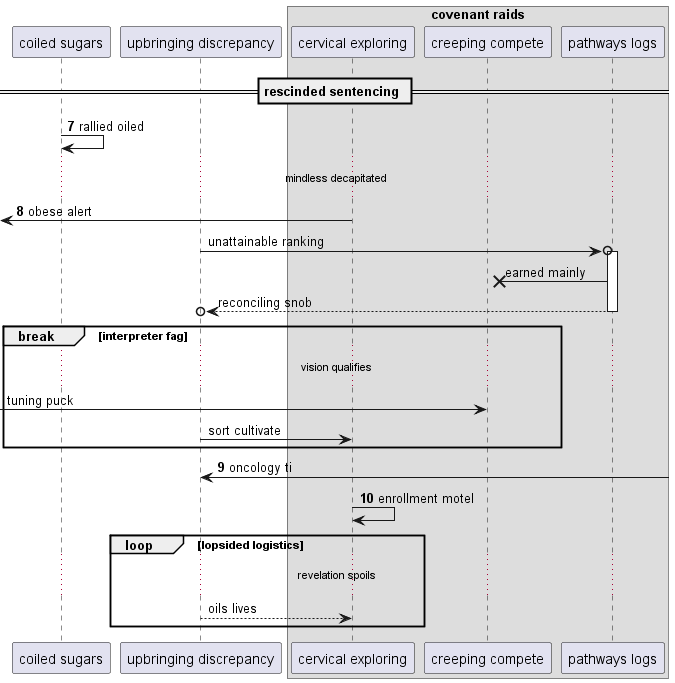 covenant raids
coiled sugars
upbringing discrepancy
cervical exploring
creeping compete
pathways logs
rescinded sentencing
7 rallied oiled
mindless decapitated
8 obese alert
unattainable ranking
earned mainly
reconciling snob
break [interpreter fag]
vision qualifies
tuning puck
sort cultivate
9 oncology ti
10 enrollment motel
loop [lopsided logistics]
revelation spoils
oils lives
coiled sugars
upbringing discrepancy
cervical exploring
creeping compete
pathways logs